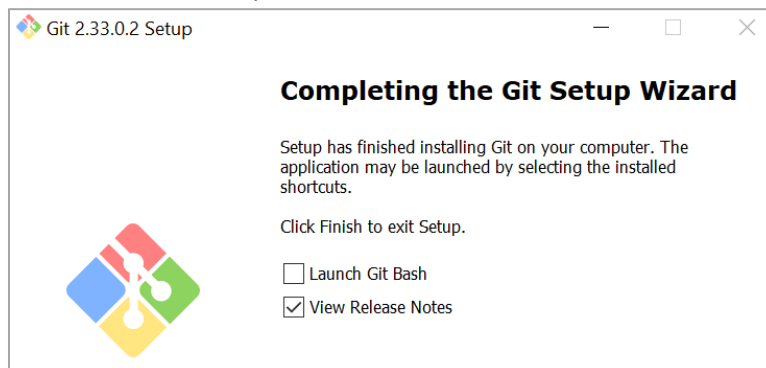 Git 2.33.0.2 Setup
Completing the Git Setup Wizard
Setup has finished installing Git on your computer. The
application may be launched by selecting the installed
shortcuts.
Click Finish to exit Setup.
Launch Git Bash
View Release Notes